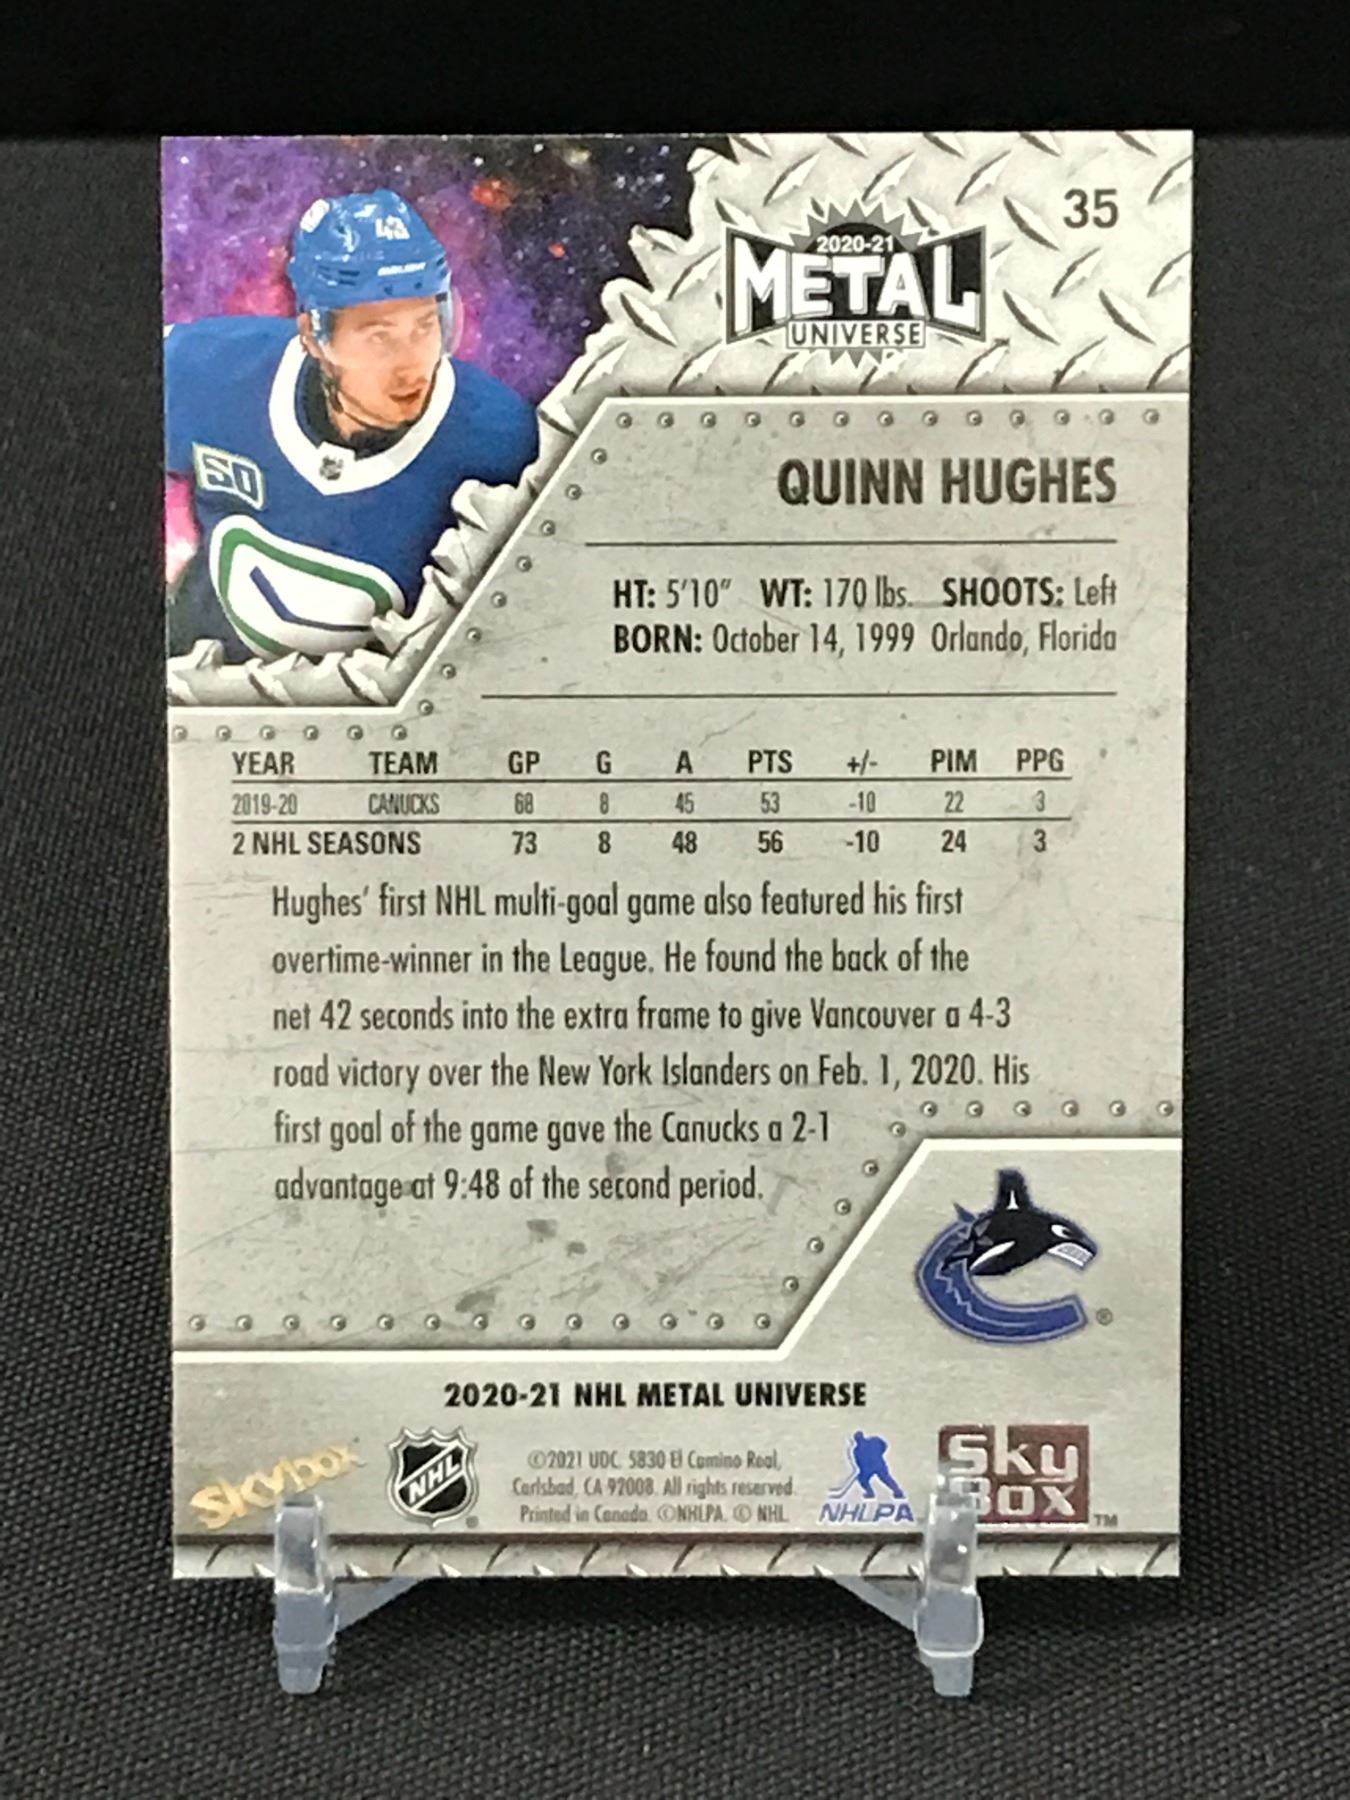 35
2020-21
METAL
UNIVERSE
43
BAUER
50
QUINN HUGHES
HT: 5'10" WT: 170 lbs. SHOOTS: Left
BORN: October 14, 1999 Orlando, Florida
YEAR TEAM GP G A PTS +/- PIM PPG
2019-20 CANUCKS 68 8 45 53 -10 22 3
2 NHL SEASONS 73 8 48 56 -10 24 3
Hughes' first NHL multi-goal game also featured his first
overtime-winner in the League. He found the back of the
net 42 seconds into the extra frame to give Vancouver a 4-3
road victory over the New York Islanders on Feb. 1, 2020. His
first goal of the game gave the Canucks a 2-1
advantage at 9:48 of the second period.
®
2020-21 NHL METAL UNIVERSE
skybox
NHL ®
©2021 UDC. 5830 El Camino Real,
Carlsbad, CA 92008. All rights reserved.
Printed in Canada. ©NHLPA. © NHL.
NHLPA
Sky
BOX ™